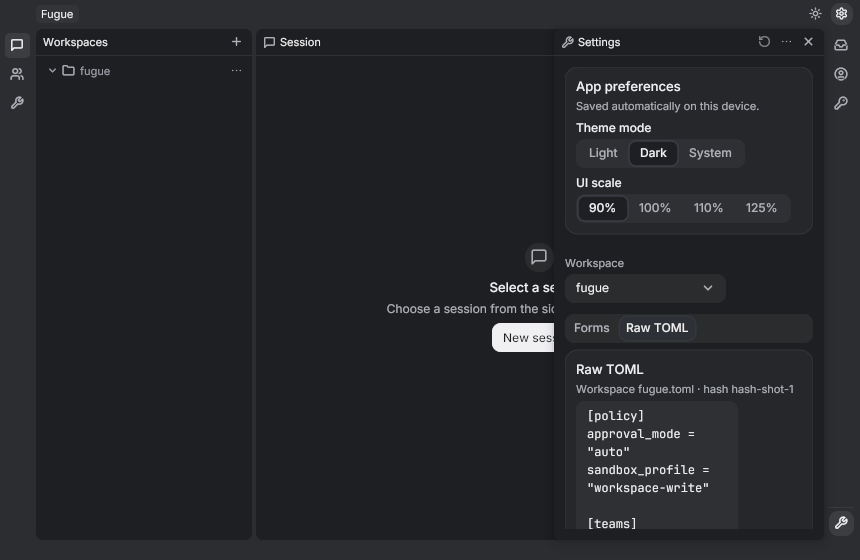 Fugue
Workspaces
fugue
Session
Select a se
Choose a session from the sid
New sess
Settings
App preferences
Saved automatically on this device.
Theme mode
Light Dark System
UI scale
90% 100% 110% 125%
Workspace
fugue
Forms Raw TOML
Raw TOML
Workspace fugue.toml · hash hash-shot-1
[policy]
approval_mode =
"auto"
sandbox_profile =
"workspace-write"
[teams]